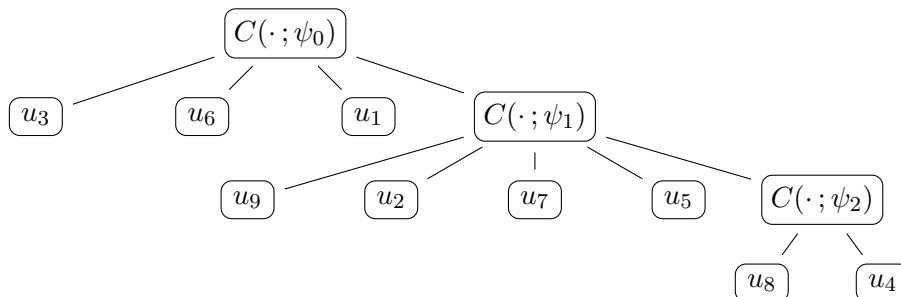 C(· ; ψ₀)
u₃ u₆ u₁ C(· ; ψ₁)
u₉ u₂ u₇ u₅ C(· ; ψ₂)
u₈ u₄